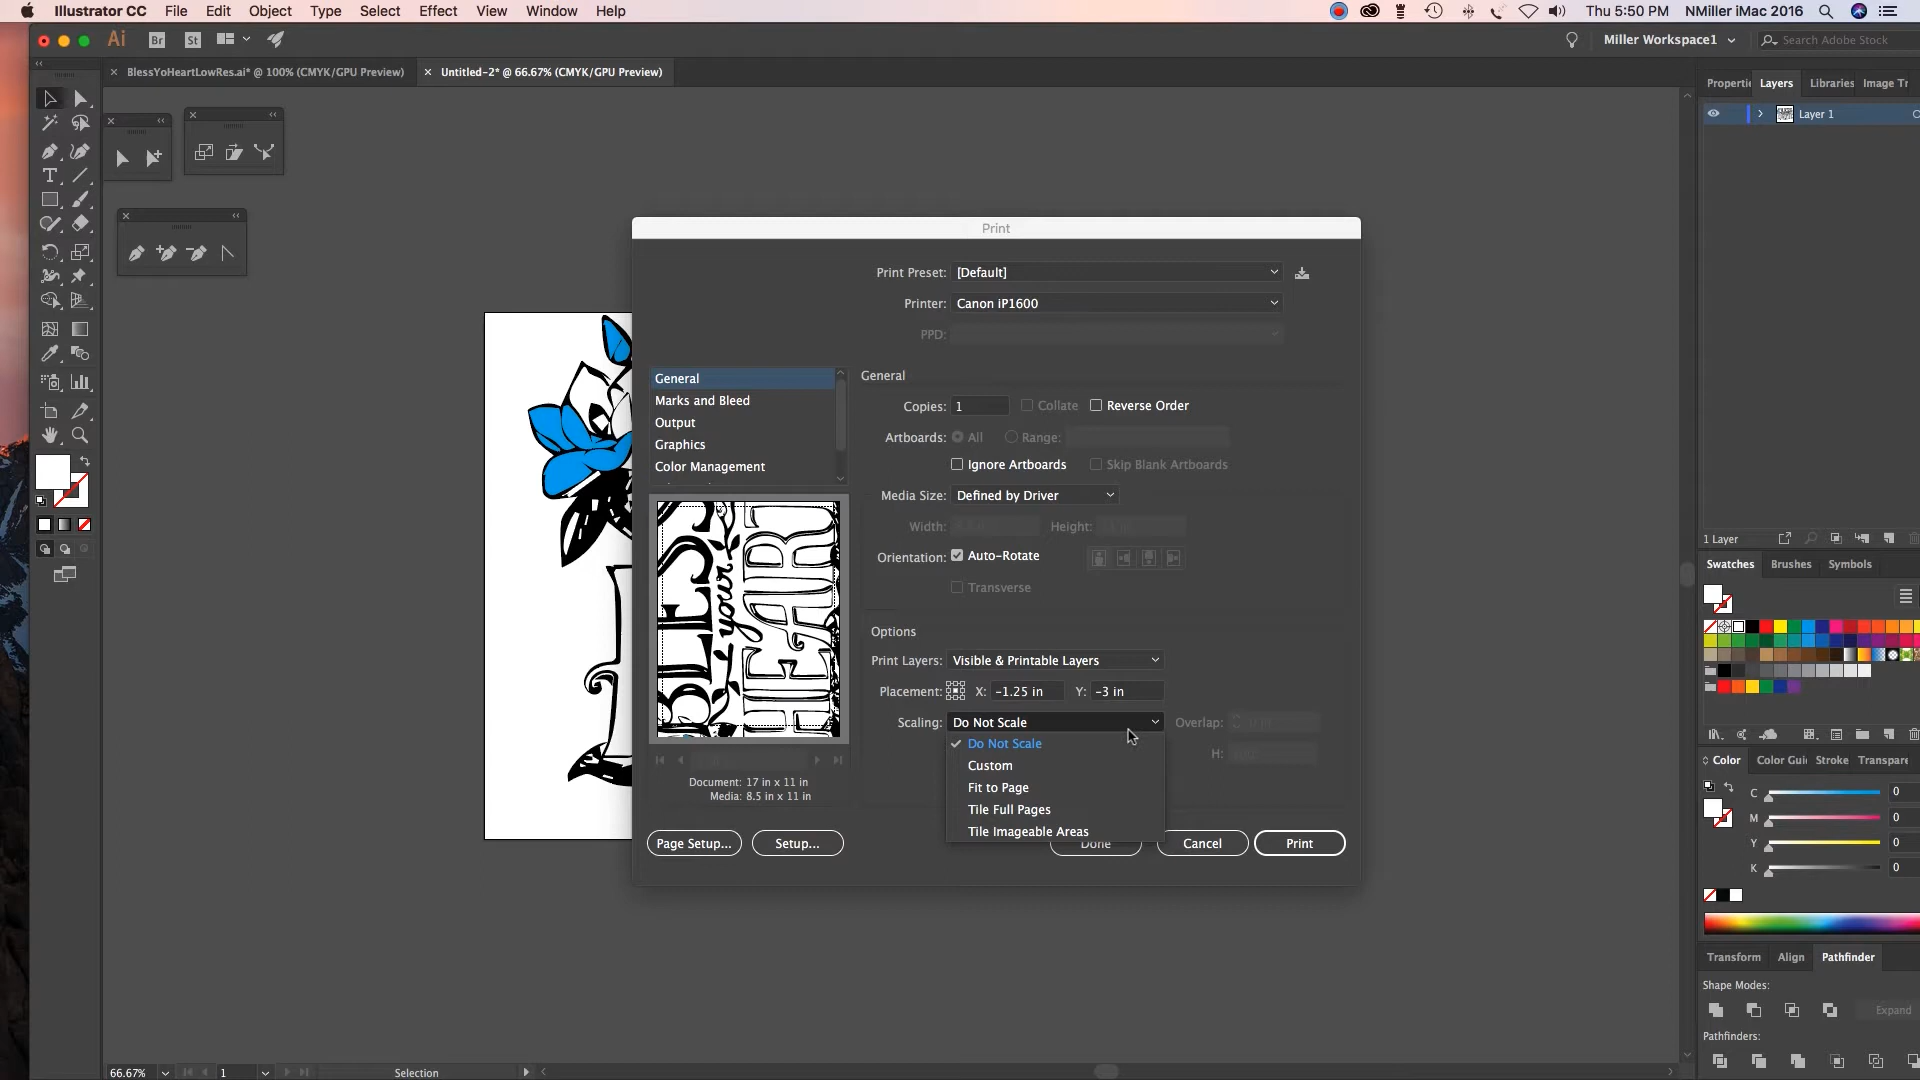 Illustrator CC File Edit Object Type Select Effect View Window Help
Thu 5:50 PM NMiller iMac 2016
Ai Br St
Miller Workspace1
Search Adobe Stock
BlessYoHeartLowRes.ai* @ 100% (CMYK/GPU Preview)
Untitled-2* @ 66.67% (CMYK/GPU Preview)
Properti Layers Libraries Image Tr
Layer 1
Print
Print Preset: [Default]
Printer: Canon iP1600
PPD:
General
Marks and Bleed
Output
Graphics
Color Management
General
Copies: 1 Collate Reverse Order
Artboards: All Range:
Ignore Artboards Skip Blank Artboards
Media Size: Defined by Driver
Width: Height:
Orientation: Auto-Rotate
Transverse
Options
Print Layers: Visible & Printable Layers
Placement: X: -1.25 in Y: -3 in
Scaling: Do Not Scale Overlap:
Do Not Scale
Custom
H:
Fit to Page
Tile Full Pages
Tile Imageable Areas
BLES
your
HEART
Document: 17 in x 11 in
Media: 8.5 in x 11 in
Page Setup... Setup... Done Cancel Print
1 Layer
Swatches Brushes Symbols
Color Color Gui Stroke Transpare
C 0
M 0
Y 0
K 0
Transform Align Pathfinder
Shape Modes:
Expand
Pathfinders:
66.67% 1 Selection